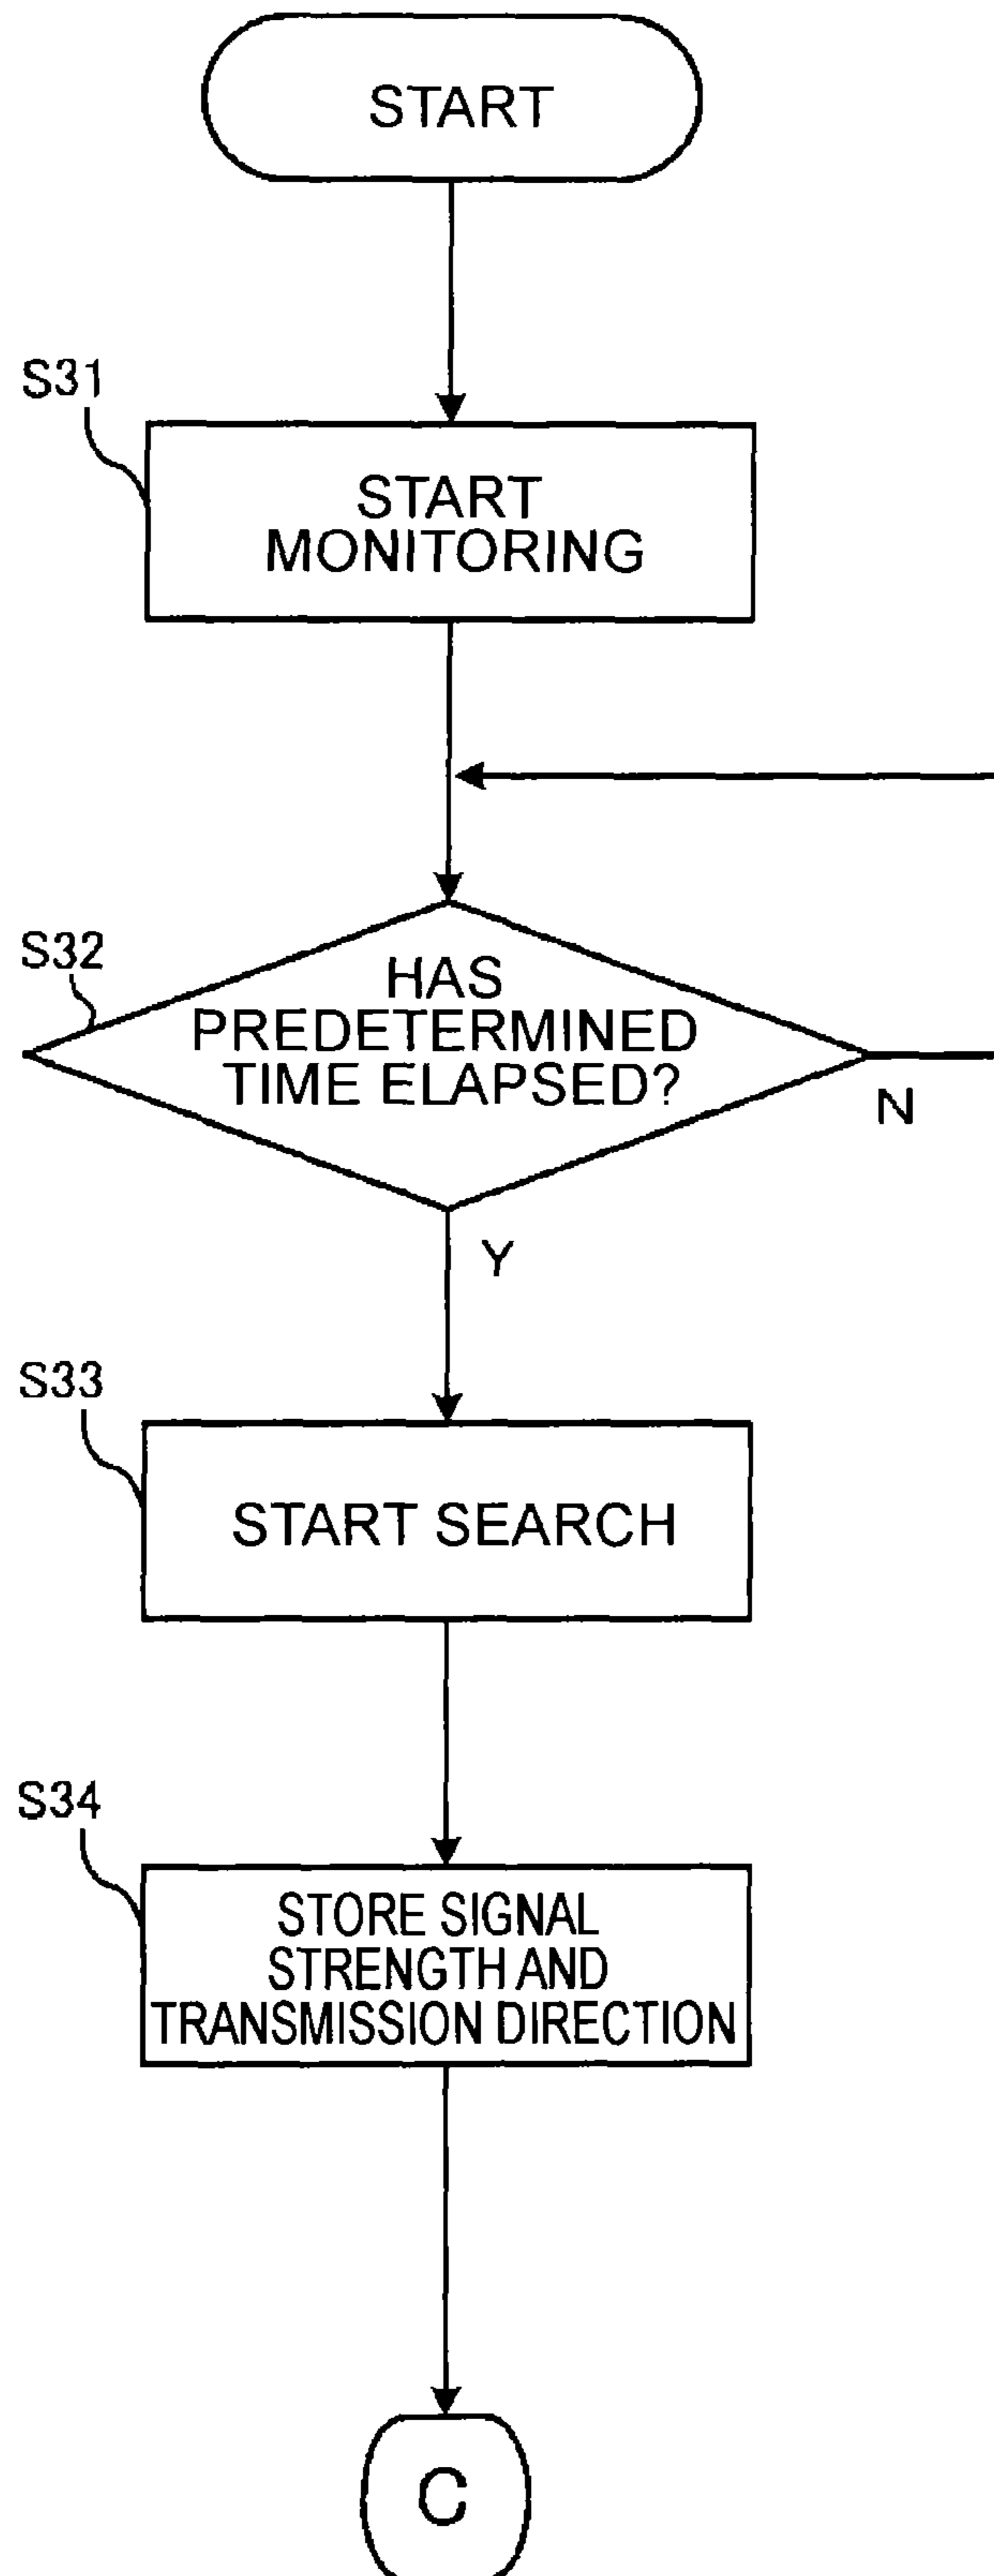 START
S31
START
MONITORING
S32
HAS
PREDETERMINED
TIME ELAPSED?
N
Y
S33
START SEARCH
S34
STORE SIGNAL
STRENGTH AND
TRANSMISSION DIRECTION
C